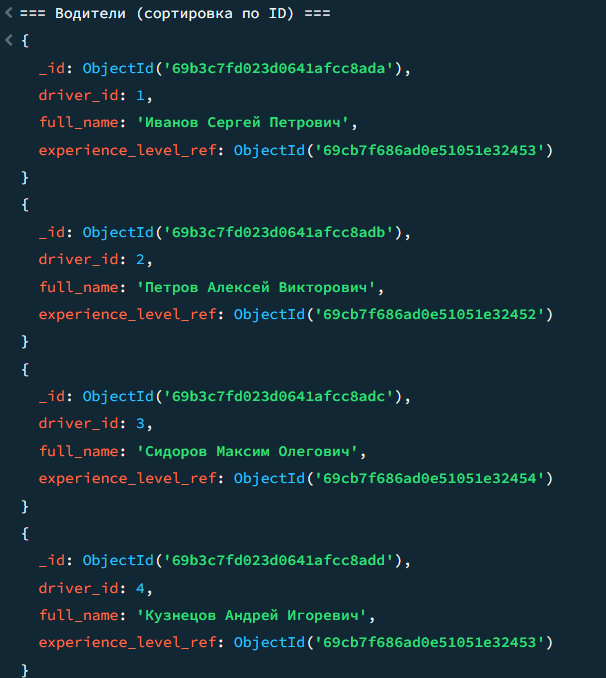 === Водители (сортировка по ID) ===
{
_id: ObjectId('69b3c7fd023d0641afcc8ada'),
driver_id: 1,
full_name: 'Иванов Сергей Петрович',
experience_level_ref: ObjectId('69cb7f686ad0e51051e32453')
}
{
_id: ObjectId('69b3c7fd023d0641afcc8adb'),
driver_id: 2,
full_name: 'Петров Алексей Викторович',
experience_level_ref: ObjectId('69cb7f686ad0e51051e32452')
}
{
_id: ObjectId('69b3c7fd023d0641afcc8adc'),
driver_id: 3,
full_name: 'Сидоров Максим Олегович',
experience_level_ref: ObjectId('69cb7f686ad0e51051e32454')
}
{
_id: ObjectId('69b3c7fd023d0641afcc8add'),
driver_id: 4,
full_name: 'Кузнецов Андрей Игоревич',
experience_level_ref: ObjectId('69cb7f686ad0e51051e32453')
}